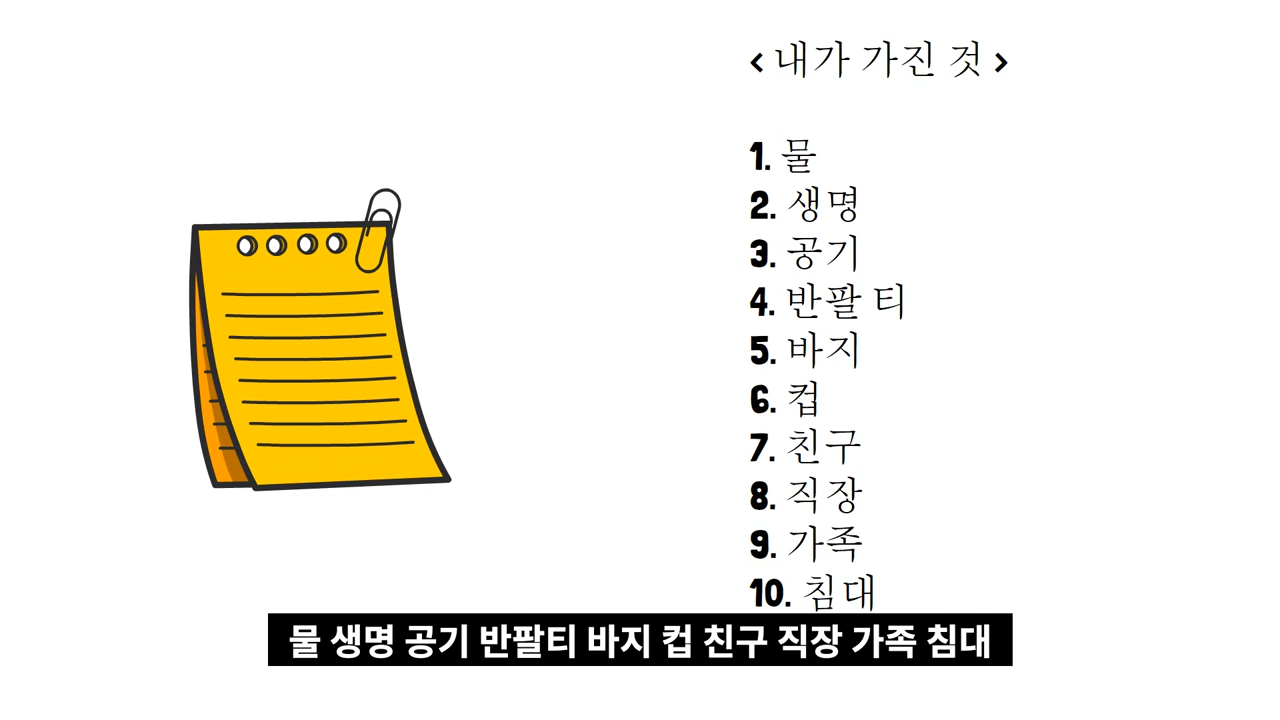 < 내가 가진 것 >
1. 물
2. 생명
3. 공기
4. 반팔 티
5. 바지
6. 컵
7. 친구
8. 직장
9. 가족
10. 침대
물 생명 공기 반팔티 바지 컵 친구 직장 가족 침대